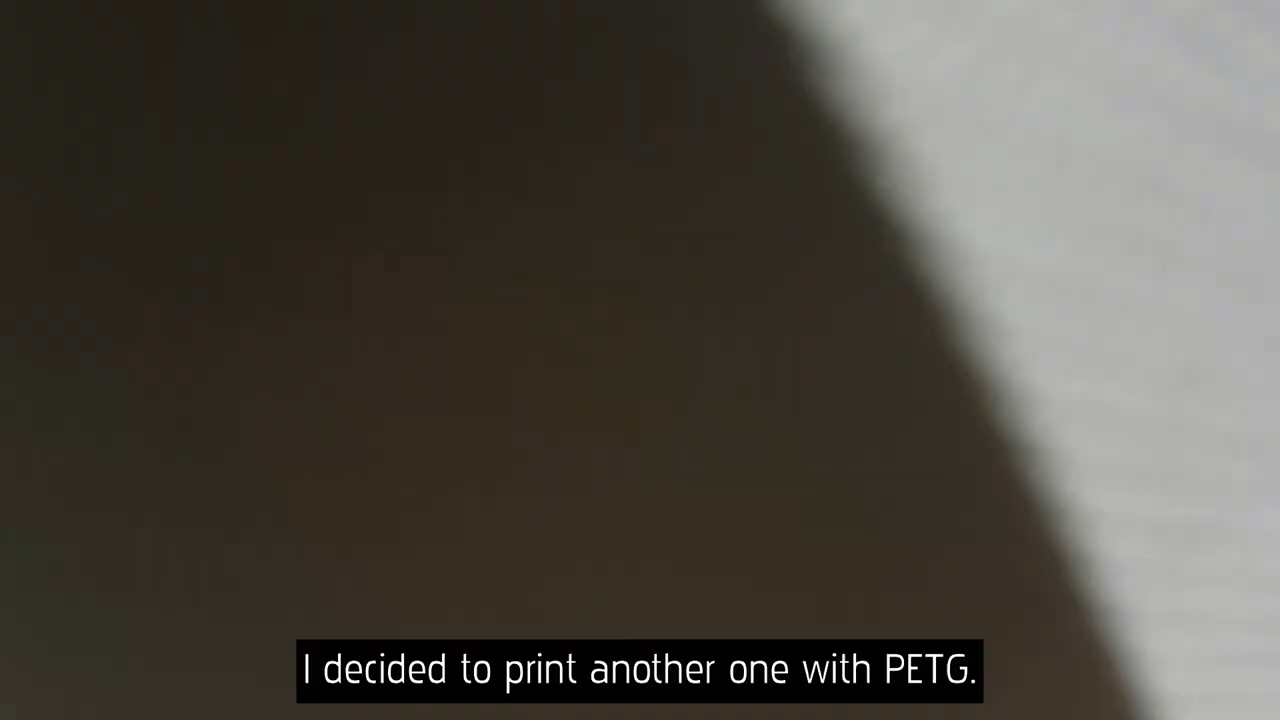 I decided to print another one with PETG.